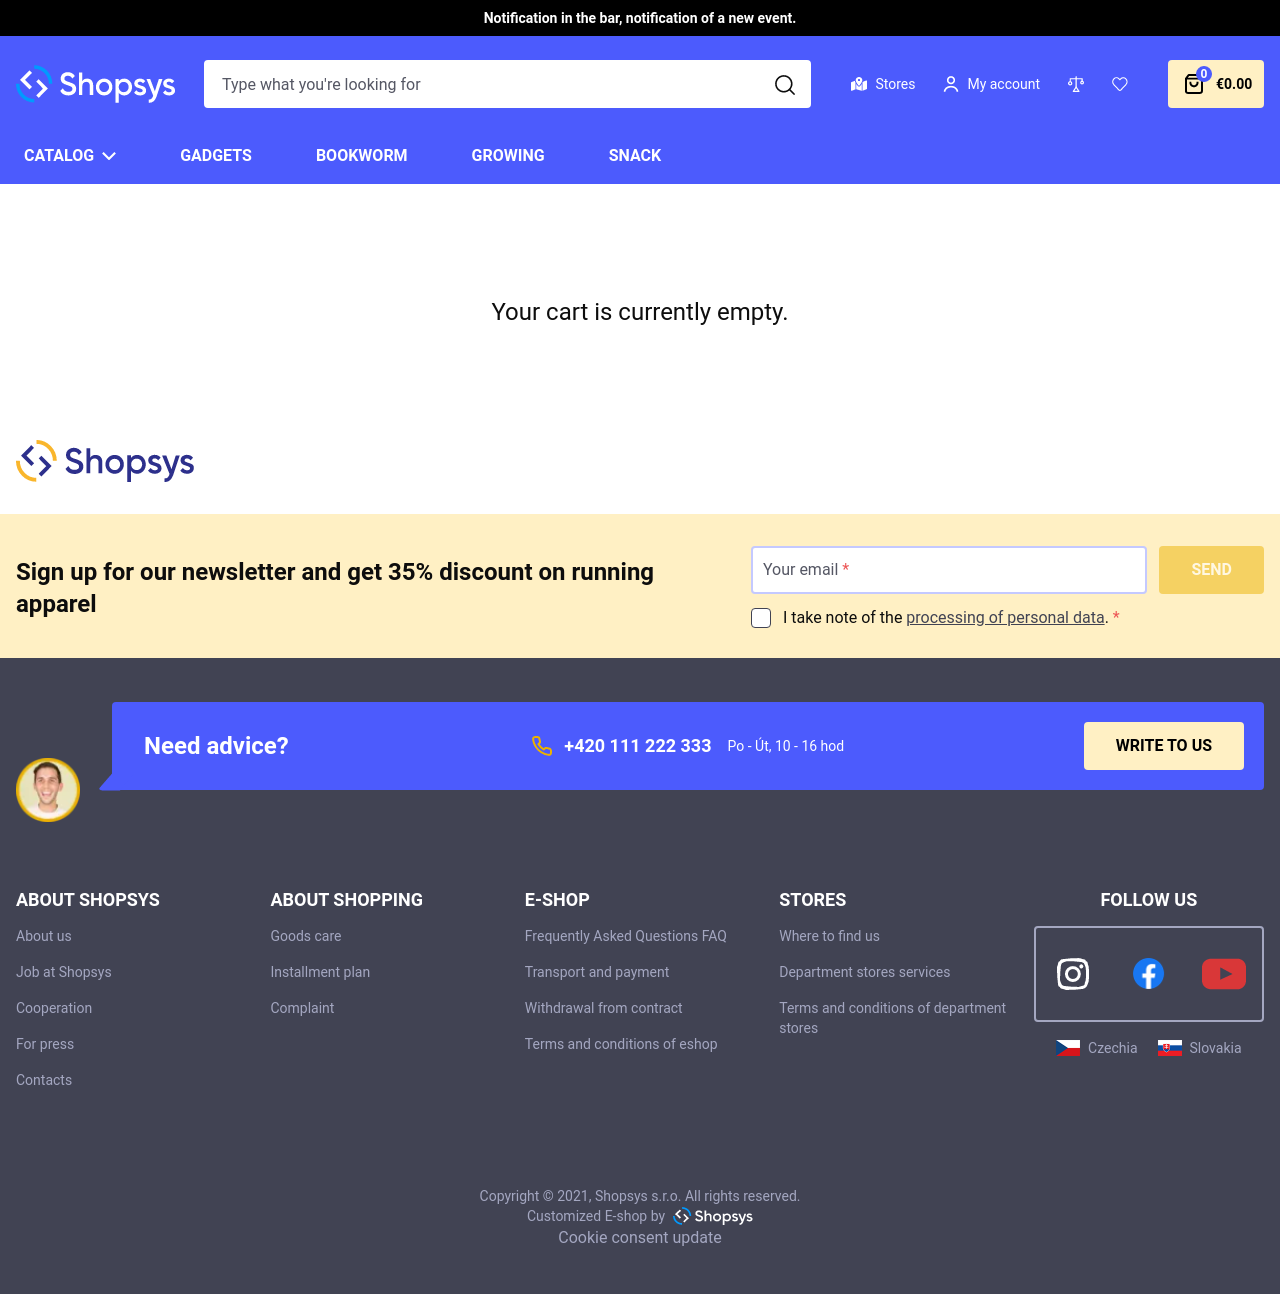 Notification in the bar, notification of a new event.
Shopsys
Type what you're looking for
Stores
My account
0
€0.00
CATALOG
GADGETS
BOOKWORM
GROWING
SNACK
Your cart is currently empty.
Shopsys
Sign up for our newsletter and get 35% discount on running
apparel
Your email *
SEND
I take note of the processing of personal data. *
Need advice?
+420 111 222 333
Po - Út, 10 - 16 hod
WRITE TO US
ABOUT SHOPSYS
About us
Job at Shopsys
Cooperation
For press
Contacts
ABOUT SHOPPING
Goods care
Installment plan
Complaint
E-SHOP
Frequently Asked Questions FAQ
Transport and payment
Withdrawal from contract
Terms and conditions of eshop
STORES
Where to find us
Department stores services
Terms and conditions of department
stores
FOLLOW US
Czechia
Slovakia
Copyright © 2021, Shopsys s.r.o. All rights reserved.
Customized E-shop by Shopsys
Cookie consent update